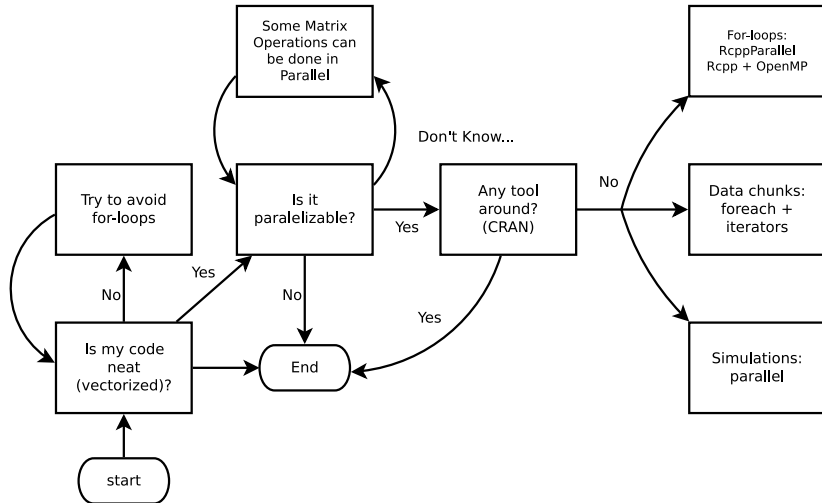 Some Matrix
Operations can
be done in
Parallel
For-loops:
RcppParallel
Rcpp + OpenMP
Don't Know...
Try to avoid
for-loops
Is it
paralelizable?
Yes
Any tool
around?
(CRAN)
No
Data chunks:
foreach +
iterators
No
Yes
No
Yes
Is my code
neat
(vectorized)?
End
Simulations:
parallel
start